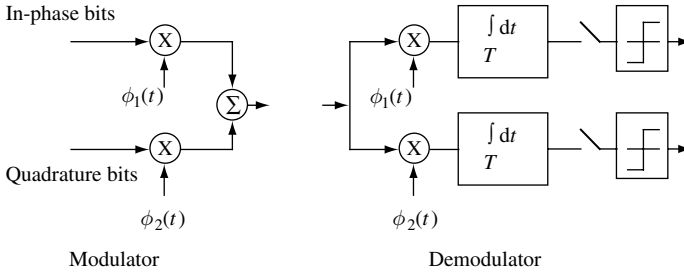 In-phase bits
X
ϕ₁(t)
Σ
X
Quadrature bits
ϕ₂(t)
Modulator
X
ϕ₁(t)
∫ dt
T
X
ϕ₂(t)
∫ dt
T
Demodulator